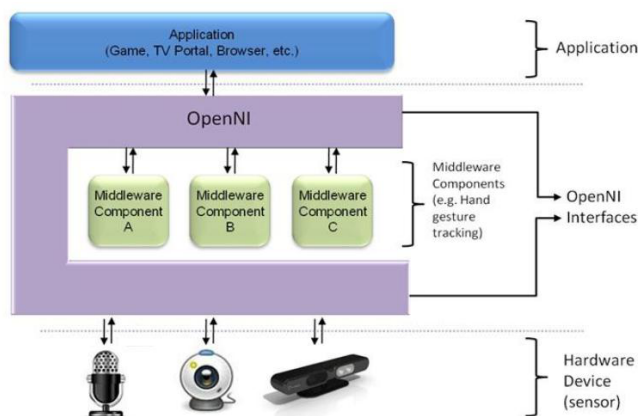 Application
(Game, TV Portal, Browser, etc.)
Application
OpenNI
Middleware
Component
A
Middleware
Component
B
Middleware
Component
C
Middleware
Components
(e.g. Hand
gesture
tracking)
OpenNI
Interfaces
Hardware
Device
(sensor)